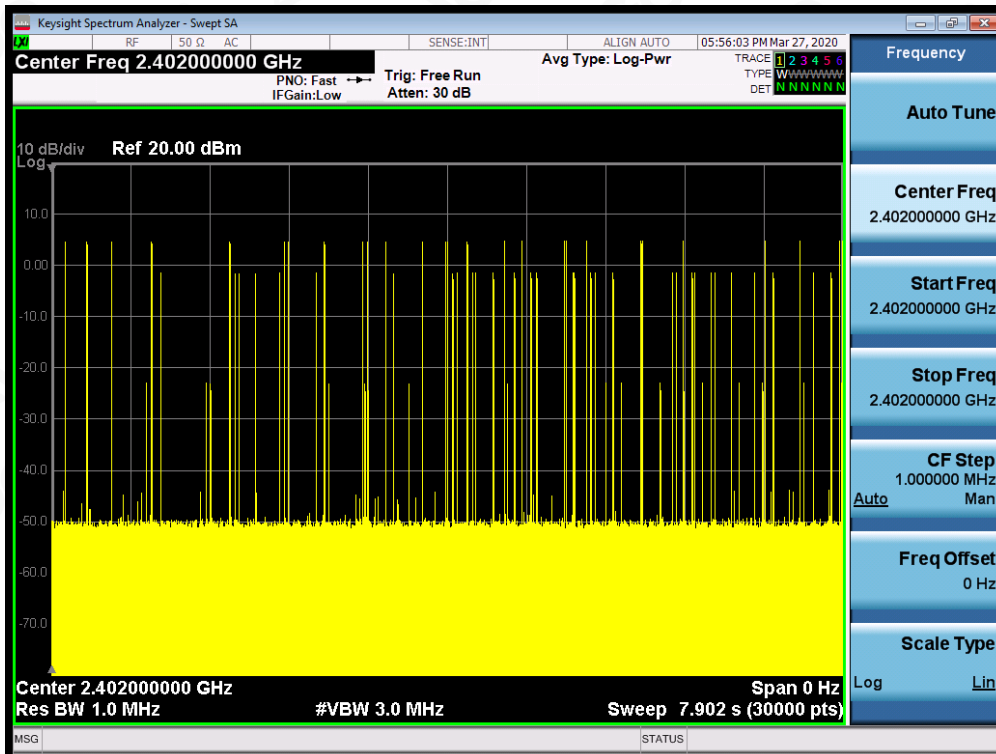 Keysight Spectrum Analyzer - Swept SA
LXI RF 50 Ω AC SENSE:INT ALIGN AUTO 05:56:03 PM Mar 27, 2020
Center Freq 2.402000000 GHz
PNO: Fast
IFGain:Low
Trig: Free Run
Atten: 30 dB
Avg Type: Log-Pwr
TRACE 1 2 3 4 5 6
TYPE WWWWWW
DET N N N N N N
10 dB/div
Log
Ref 20.00 dBm
10.0
0.00
-10.0
-20.0
-30.0
-40.0
-50.0
-60.0
-70.0
Center 2.402000000 GHz
Span 0 Hz
Res BW 1.0 MHz
#VBW 3.0 MHz
Sweep 7.902 s (30000 pts)
MSG
STATUS
Frequency
Auto Tune
Center Freq
2.402000000 GHz
Start Freq
2.402000000 GHz
Stop Freq
2.402000000 GHz
CF Step
1.000000 MHz
Auto Man
Freq Offset
0 Hz
Scale Type
Log Lin